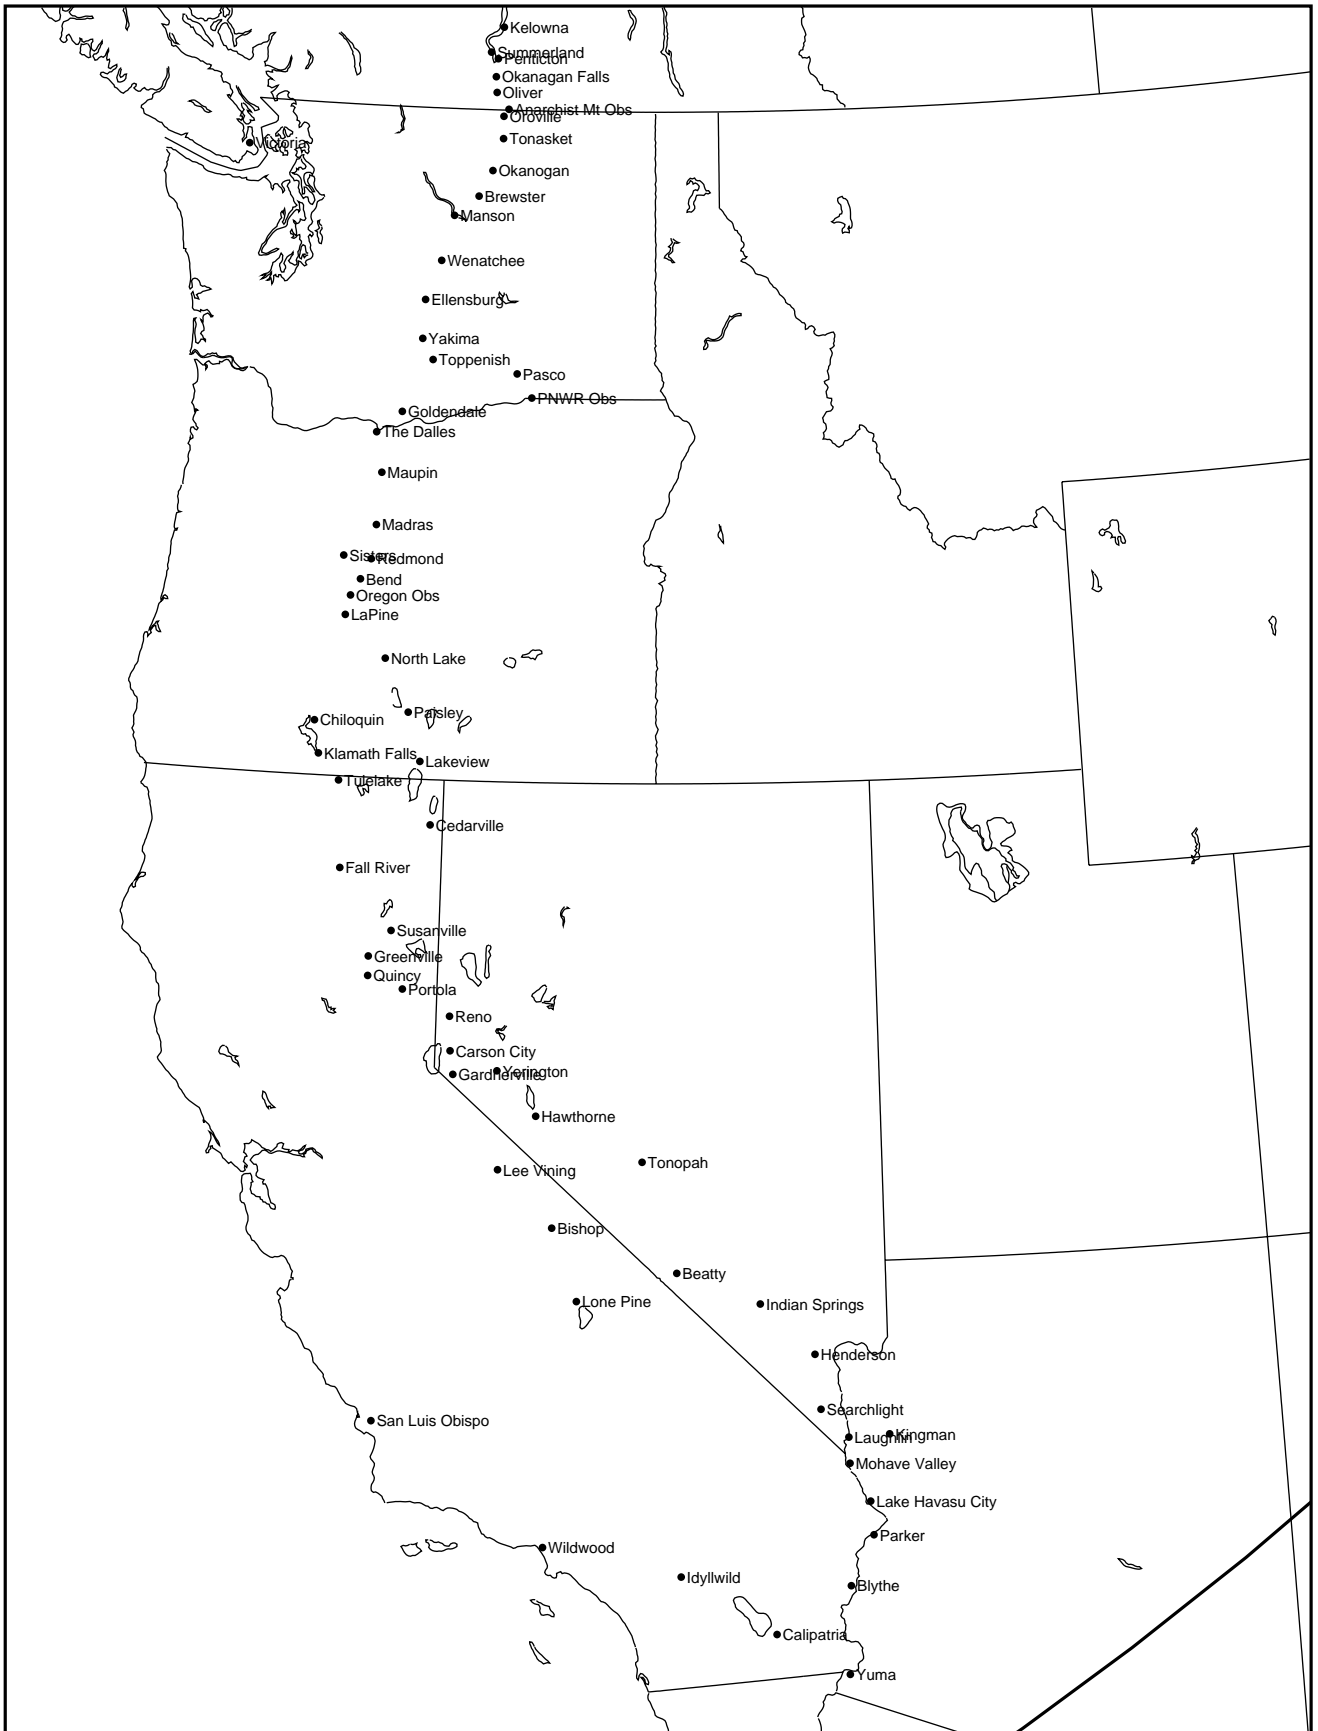 Kelowna
Summerland
Penticton
Okanagan Falls
Oliver
Anarchist Mt Obs
Oroville
Tonasket
Victoria
Okanogan
Brewster
Manson
Wenatchee
Ellensburg
Yakima
Toppenish
Pasco
PNWR Obs
Goldendale
The Dalles
Maupin
Madras
Sisters
Redmond
Bend
Oregon Obs
LaPine
North Lake
Paisley
Chiloquin
Klamath Falls
Lakeview
Tulelake
Cedarville
Fall River
Susanville
Greenville
Quincy
Portola
Reno
Carson City
Yerington
Gardnerville
Hawthorne
Tonopah
Lee Vining
Bishop
Beatty
Lone Pine
Indian Springs
Henderson
Searchlight
San Luis Obispo
Kingman
Laughlin
Mohave Valley
Lake Havasu City
Parker
Wildwood
Idyllwild
Blythe
Calipatria
Yuma